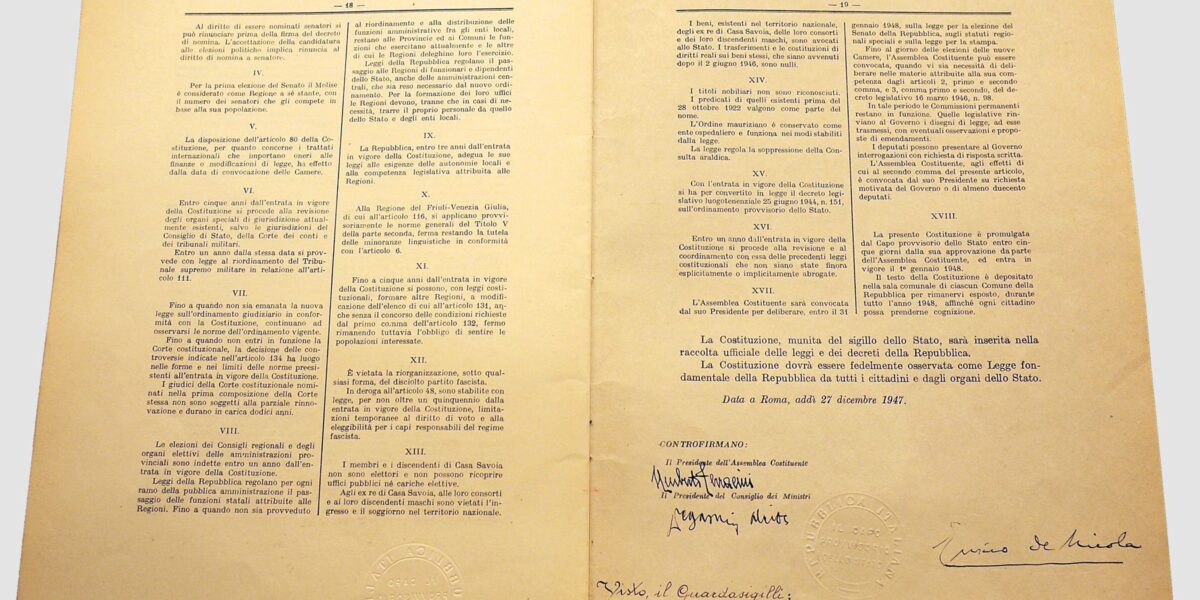 — 18 —
Al diritto di essere nominati senatori si
può rinunciare prima della firma del decreto
di nomina. L'accettazione della candidatura
alle elezioni politiche implica rinuncia al
diritto di nomina a senatore.
IV.
Per la prima elezione del Senato il Molise
è considerato come Regione a sè stante, con
il numero dei senatori che gli compete in
base alla sua popolazione.
V.
La disposizione dell'articolo 80 della Co-
stituzione, per quanto concerne i trattati
internazionali che importano oneri alle
finanze o modificazioni di legge, ha effetto
dalla data di convocazione delle Camere.
VI.
Entro cinque anni dall'entrata in vigore
della Costituzione si procede alla revisione
degli organi speciali di giurisdizione attual-
mente esistenti, salvo le giurisdizioni del
Consiglio di Stato, della Corte dei conti e
dei tribunali militari.
Entro un anno dalla stessa data si prov-
vede con legge al riordinamento del Tribu-
nale supremo militare in relazione all'arti-
colo 111.
VII.
Fino a quando non sia emanata la nuova
legge sull'ordinamento giudiziario in confor-
mità con la Costituzione, continuano ad
osservarsi le norme dell'ordinamento vigente.
Fino a quando non entri in funzione la
Corte costituzionale, la decisione delle con-
troversie indicate nell'articolo 134 ha luogo
nelle forme e nei limiti delle norme preesi-
stenti all'entrata in vigore della Costituzione.
I giudici della Corte costituzionale nomi-
nati nella prima composizione della Corte
stessa non sono soggetti alla parziale rinno-
vazione e durano in carica dodici anni.
VIII.
Le elezioni dei Consigli regionali e degli
organi elettivi delle amministrazioni pro-
vinciali sono indette entro un anno dall'en-
trata in vigore della Costituzione.
Leggi della Repubblica regolano per ogni
ramo della pubblica amministrazione il pas-
saggio delle funzioni statali attribuite alle
Regioni. Fino a quando non sia provveduto
al riordinamento e alla distribuzione delle
funzioni amministrative fra gli enti locali,
restano alle Provincie ed ai Comuni le fun-
zioni che esercitano attualmente e le altre
di cui le Regioni deleghino loro l'esercizio.
Leggi della Repubblica regolano il pas-
saggio alle Regioni di funzionari e dipendenti
dello Stato, anche delle amministrazioni cen-
trali, che sia reso necessario dal nuovo ordi-
namento. Per la formazione dei loro uffici
le Regioni devono, tranne che in casi di ne-
cessità, trarre il proprio personale da quello
dello Stato e degli enti locali.
IX.
La Repubblica, entro tre anni dall'entrata
in vigore della Costituzione, adegua le sue
leggi alle esigenze delle autonomie locali e
alla competenza legislativa attribuita alle
Regioni.
X.
Alla Regione del Friuli-Venezia Giulia,
di cui all'articolo 116, si applicano provvi-
soriamente le norme generali del Titolo V
della parte seconda, ferma restando la tutela
delle minoranze linguistiche in conformità
con l'articolo 6.
XI.
Fino a cinque anni dall'entrata in vigore
della Costituzione si possono, con leggi costi-
tuzionali, formare altre Regioni, a modifi-
cazione dell'elenco di cui all'articolo 131, an-
che senza il concorso delle condizioni richieste
dal primo comma dell'articolo 132, fermo
rimanendo tuttavia l'obbligo di sentire le
popolazioni interessate.
XII.
È vietata la riorganizzazione, sotto qual-
siasi forma, del disciolto partito fascista.
In deroga all'articolo 48, sono stabilite con
legge, per non oltre un quinquennio dalla
entrata in vigore della Costituzione, limita-
zioni temporanee al diritto di voto e alla
eleggibilità per i capi responsabili del regime
fascista.
XIII.
I membri e i discendenti di Casa Savoia
non sono elettori e non possono ricoprire
uffici pubblici né cariche elettive.
Agli ex re di Casa Savoia, alle loro consorti
e ai loro discendenti maschi sono vietati l'in-
gresso e il soggiorno nel territorio nazionale.
— 19 —
I beni, esistenti nel territorio nazionale,
degli ex re di Casa Savoia, delle loro consorti
e dei loro discendenti maschi, sono avocati
allo Stato. I trasferimenti e le costituzioni di
diritti reali sui beni stessi, che siano avvenuti
dopo il 2 giugno 1946, sono nulli.
XIV.
I titoli nobiliari non sono riconosciuti.
I predicati di quelli esistenti prima del
28 ottobre 1922 valgono come parte del
nome.
L'Ordine mauriziano è conservato come
ente ospedaliero e funziona nei modi stabiliti
dalla legge.
La legge regola la soppressione della Con-
sulta araldica.
XV.
Con l'entrata in vigore della Costituzione
si ha per convertito in legge il decreto legi-
slativo luogotenenziale 25 giugno 1944, n. 151,
sull'ordinamento provvisorio dello Stato.
XVI.
Entro un anno dall'entrata in vigore della
Costituzione si procede alla revisione e al
coordinamento con essa delle precedenti leggi
costituzionali che non siano state finora
esplicitamente o implicitamente abrogate.
XVII.
L'Assemblea Costituente sarà convocata
dal suo Presidente per deliberare, entro il 31
gennaio 1948, sulla legge per la elezione del
Senato della Repubblica, sugli statuti regio-
nali speciali e sulla legge per la stampa.
Fino al giorno delle elezioni delle nuove
Camere, l'Assemblea Costituente può essere
convocata, quando vi sia necessità di deli-
berare nelle materie attribuite alla sua com-
petenza dagli articoli 2, primo e secondo
comma, e 3, comma primo e secondo, del de-
creto legislativo 16 marzo 1946, n. 98.
In tale periodo le Commissioni permanenti
restano in funzione. Quelle legislative rin-
viano al Governo i disegni di legge, ad esse
trasmessi, con eventuali osservazioni e propo-
ste di emendamenti.
I deputati possono presentare al Governo
interrogazioni con richiesta di risposta scritta.
L'Assemblea Costituente, agli effetti di
cui al secondo comma del presente articolo,
è convocata dal suo Presidente su richiesta
motivata del Governo o di almeno duecento
deputati.
XVIII.
La presente Costituzione è promulgata
dal Capo provvisorio dello Stato entro cin-
que giorni dalla sua approvazione da parte
dell'Assemblea Costituente, ed entra in
vigore il 1º gennaio 1948.
Il testo della Costituzione è depositato
nella sala comunale di ciascun Comune della
Repubblica per rimanervi esposto, durante
tutto l'anno 1948, affinché ogni cittadino
possa prenderne cognizione.
La Costituzione, munita del sigillo dello Stato, sarà inserita nella
raccolta ufficiale delle leggi e dei decreti della Repubblica.
La Costituzione dovrà essere fedelmente osservata come Legge fon-
damentale della Repubblica da tutti i cittadini e dagli organi dello Stato.
Data a Roma, addì 27 dicembre 1947.
CONTROFIRMANO:
Il Presidente dell'Assemblea Costituente
Umberto Terracini
Il Presidente del Consiglio dei Ministri
Degasperi Alcide
REPUBBLICA ITALIANA
IL CAPO
PROVVISORIO
DELLO STATO
Enrico de Nicola
Visto, il Guardasigilli: